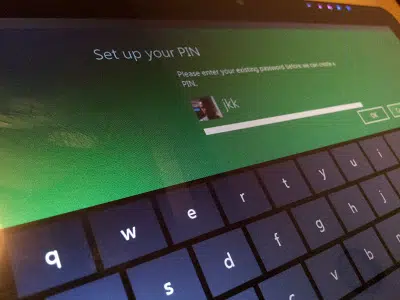 Set up your PIN
Please enter your existing password before we can create a
PIN.
jkk
OK
q w e r t y u i
s d f g h j
c v b